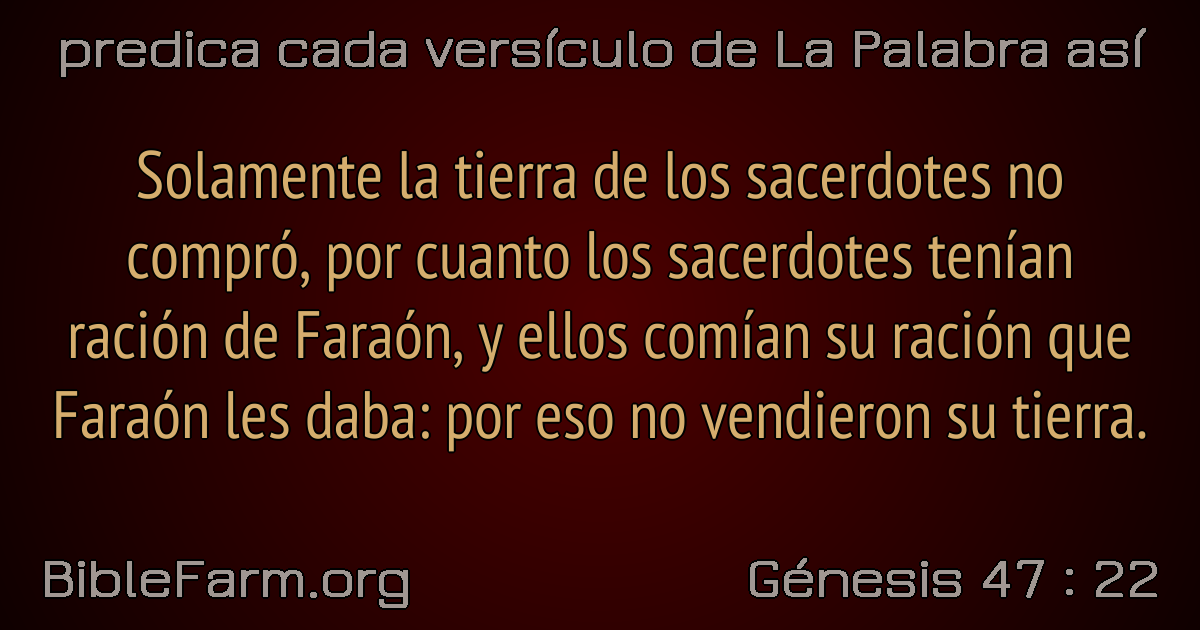 predica cada versículo de La Palabra así
Solamente la tierra de los sacerdotes no
compró, por cuanto los sacerdotes tenían
ración de Faraón, y ellos comían su ración que
Faraón les daba: por eso no vendieron su tierra.
BibleFarm.org
Génesis 47 : 22